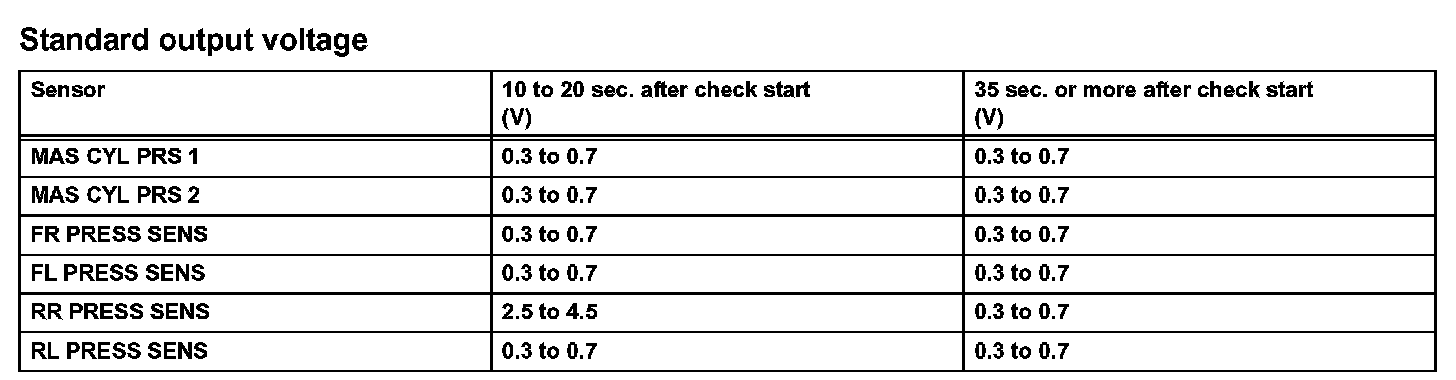 Standard output voltage
Sensor 10 to 20 sec. after check start (V) 35 sec. or more after check start (V)
MAS CYL PRS 1 0.3 to 0.7 0.3 to 0.7
MAS CYL PRS 2 0.3 to 0.7 0.3 to 0.7
FR PRESS SENS 0.3 to 0.7 0.3 to 0.7
FL PRESS SENS 0.3 to 0.7 0.3 to 0.7
RR PRESS SENS 2.5 to 4.5 0.3 to 0.7
RL PRESS SENS 0.3 to 0.7 0.3 to 0.7